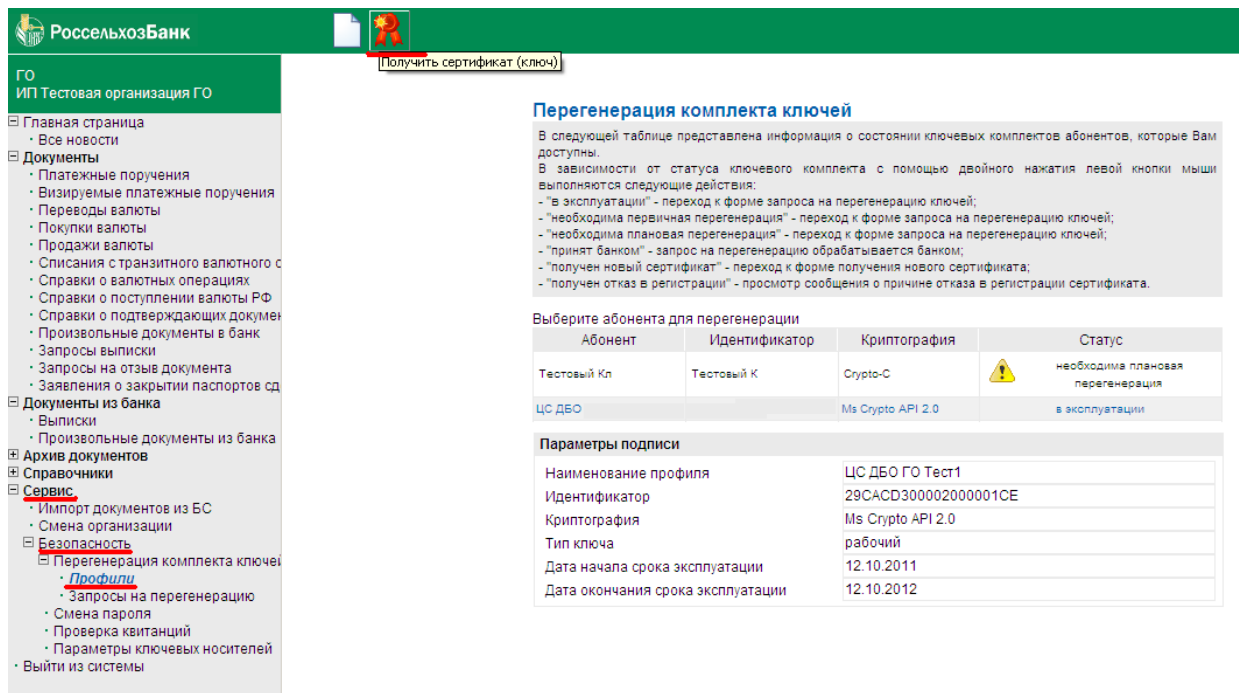 РоссельхозБанк
Получить сертификат (ключ)
ГО
ИП Тестовая организация ГО
Главная страница
Все новости
Документы
Платежные поручения
Визируемые платежные поручения
Переводы валюты
Покупки валюты
Продажи валюты
Списания с транзитного валютного с
Справки о валютных операциях
Справки о поступлении валюты РФ
Справки о подтверждающих докумен
Произвольные документы в банк
Запросы выписки
Запросы на отзыв документа
Заявления о закрытии паспортов сд
Документы из банка
Выписки
Произвольные документы из банка
Архив документов
Справочники
Сервис
Импорт документов из БС
Смена организации
Безопасность
Перегенерация комплекта ключей
Профили
Запросы на перегенерацию
Смена пароля
Проверка квитанций
Параметры ключевых носителей
Выйти из системы
Перегенерация комплекта ключей
В следующей таблице представлена информация о состоянии ключевых комплектов абонентов, которые Вам
доступны.
В зависимости от статуса ключевого комплекта с помощью двойного нажатия левой кнопки мыши
выполняются следующие действия:
- "в эксплуатации" - переход к форме запроса на перегенерацию ключей;
- "необходима первичная перегенерация" - переход к форме запроса на перегенерацию ключей;
- "необходима плановая перегенерация" - переход к форме запроса на перегенерацию ключей;
- "принят банком" - запрос на перегенерацию обрабатывается банком;
- "получен новый сертификат" - переход к форме получения нового сертификата;
- "получен отказ в регистрации" - просмотр сообщения о причине отказа в регистрации сертификата.
Выберите абонента для перегенерации
Абонент Идентификатор Криптография Статус
Тестовый Кл Тестовый К Crypto-C необходима плановая
перегенерация
ЦС ДБО Ms Crypto API 2.0 в эксплуатации
Параметры подписи
Наименование профиля ЦС ДБО ГО Тест1
Идентификатор 29CACD300002000001CE
Криптография Ms Crypto API 2.0
Тип ключа рабочий
Дата начала срока эксплуатации 12.10.2011
Дата окончания срока эксплуатации 12.10.2012